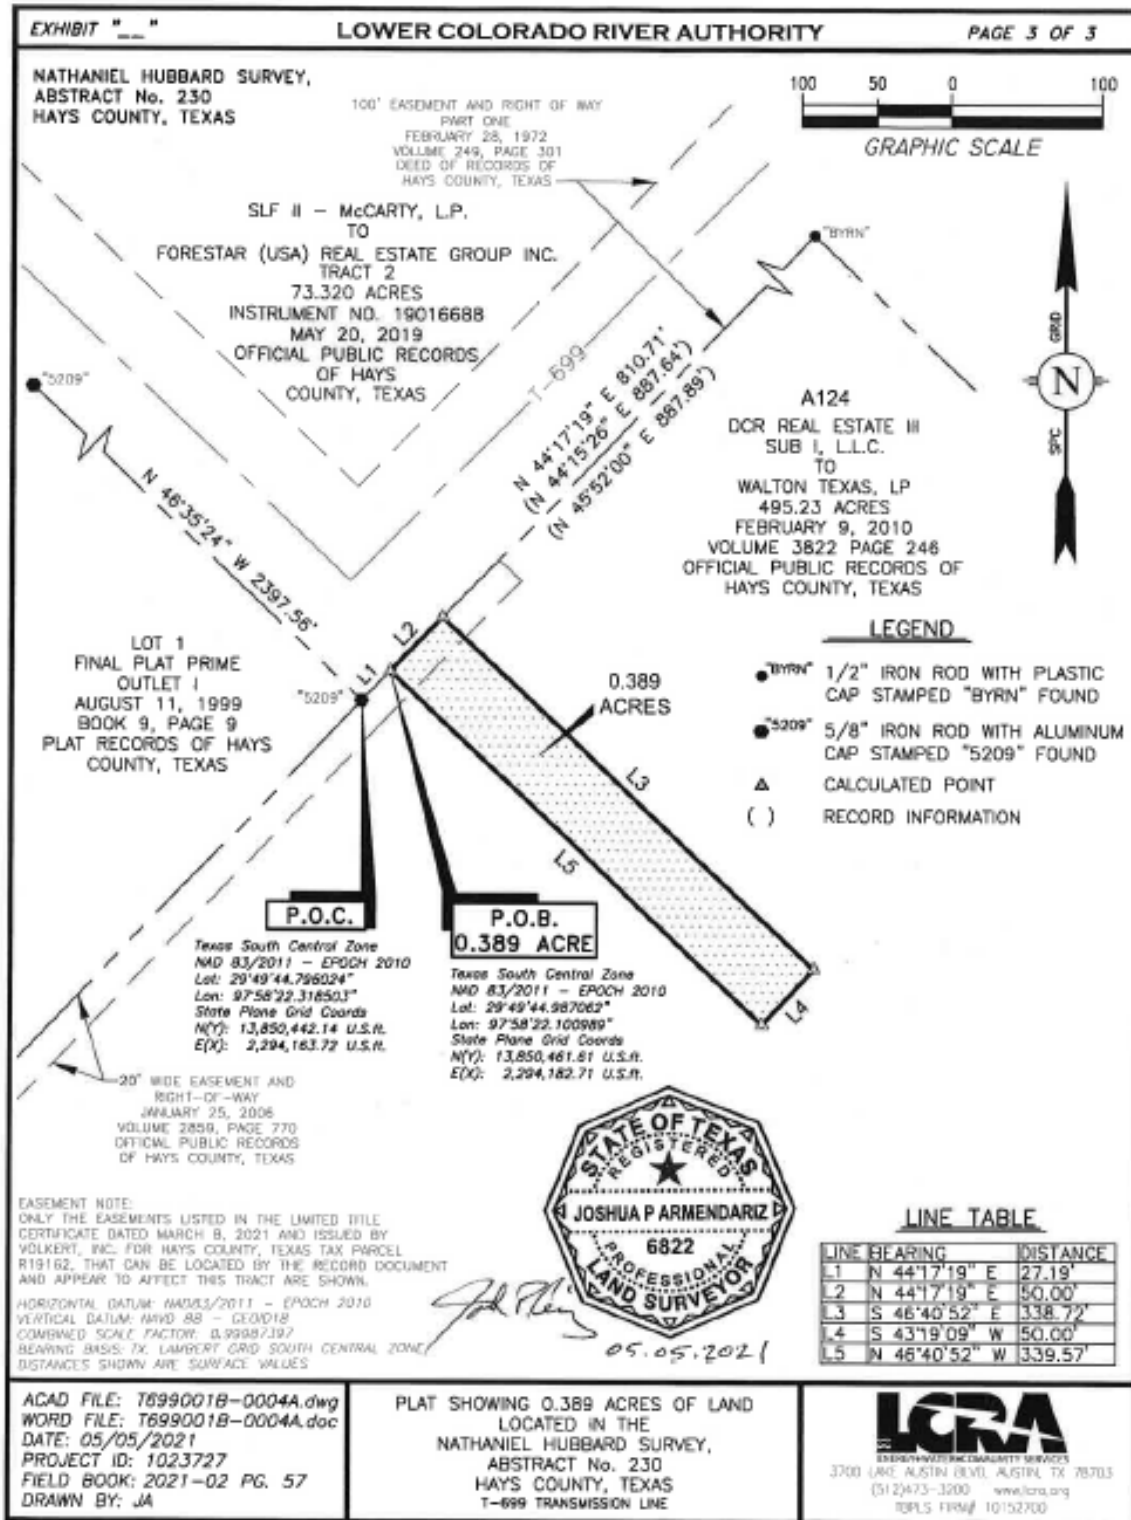 EXHIBIT "__"
LOWER COLORADO RIVER AUTHORITY
PAGE 3 OF 3
NATHANIEL HUBBARD SURVEY,
ABSTRACT No. 230
HAYS COUNTY, TEXAS
100' EASEMENT AND RIGHT OF WAY
PART ONE
FEBRUARY 28, 1972
VOLUME 249, PAGE 301
DEED OF RECORDS OF
HAYS COUNTY, TEXAS
100 50 0 100
GRAPHIC SCALE
SLF II - McCARTY, L.P.
TO
FORESTAR (USA) REAL ESTATE GROUP INC.
TRACT 2
73.320 ACRES
INSTRUMENT NO. 19016688
MAY 20, 2019
OFFICIAL PUBLIC RECORDS
OF HAYS
COUNTY, TEXAS
"BYRN"
"5209"
T-699
GRID
N
SPC
N 44°17'19" E 810.71'
(N 44°15'26" E 887.64')
(N 45°52'00" E 887.89')
A124
DCR REAL ESTATE III
SUB I, L.L.C.
TO
WALTON TEXAS, LP
495.23 ACRES
FEBRUARY 9, 2010
VOLUME 3822 PAGE 246
OFFICIAL PUBLIC RECORDS OF
HAYS COUNTY, TEXAS
N 46°35'24" W 2397.56'
LOT 1
FINAL PLAT PRIME
OUTLET I
AUGUST 11, 1999
BOOK 9, PAGE 9
PLAT RECORDS OF HAYS
COUNTY, TEXAS
"5209"
L1
L2
0.389
ACRES
L3
L5
L4
LEGEND
"BYRN" 1/2" IRON ROD WITH PLASTIC
CAP STAMPED "BYRN" FOUND
"5209" 5/8" IRON ROD WITH ALUMINUM
CAP STAMPED "5209" FOUND
CALCULATED POINT
( ) RECORD INFORMATION
P.O.C.
Texas South Central Zone
NAD 83/2011 - EPOCH 2010
Lat: 29°49'44.796024"
Lon: 97°58'22.318503"
State Plane Grid Coords
N(Y): 13,850,442.14 U.S.ft.
E(X): 2,294,163.72 U.S.ft.
P.O.B.
0.389 ACRE
Texas South Central Zone
NAD 83/2011 - EPOCH 2010
Lat: 29°49'44.987062"
Lon: 97°58'22.100989"
State Plane Grid Coords
N(Y): 13,850,461.61 U.S.ft.
E(X): 2,294,182.71 U.S.ft.
20' WIDE EASEMENT AND
RIGHT-OF-WAY
JANUARY 25, 2006
VOLUME 2859, PAGE 770
OFFICIAL PUBLIC RECORDS
OF HAYS COUNTY, TEXAS
STATE OF TEXAS
REGISTERED
JOSHUA P ARMENDARIZ
6822
PROFESSIONAL
LAND SURVEYOR
05.05.2021
EASEMENT NOTE:
ONLY THE EASEMENTS LISTED IN THE LIMITED TITLE
CERTIFICATE DATED MARCH 8, 2021 AND ISSUED BY
VOLKERT, INC. FOR HAYS COUNTY, TEXAS TAX PARCEL
R19162, THAT CAN BE LOCATED BY THE RECORD DOCUMENT
AND APPEAR TO AFFECT THIS TRACT ARE SHOWN.
HORIZONTAL DATUM: NAD83/2011 - EPOCH 2010
VERTICAL DATUM: NAVD 88 - GEOID18
COMBINED SCALE FACTOR: 0.99987397
BEARING BASIS: TX. LAMBERT GRID SOUTH CENTRAL ZONE
DISTANCES SHOWN ARE SURFACE VALUES
LINE TABLE
LINE BEARING DISTANCE
L1 N 44°17'19" E 27.19'
L2 N 44°17'19" E 50.00'
L3 S 46°40'52" E 338.72'
L4 S 43°19'09" W 50.00'
L5 N 46°40'52" W 339.57'
ACAD FILE: T699001B-0004A.dwg
WORD FILE: T699001B-0004A.doc
DATE: 05/05/2021
PROJECT ID: 1023727
FIELD BOOK: 2021-02 PG. 57
DRAWN BY: JA
PLAT SHOWING 0.389 ACRES OF LAND
LOCATED IN THE
NATHANIEL HUBBARD SURVEY,
ABSTRACT No. 230
HAYS COUNTY, TEXAS
T-699 TRANSMISSION LINE
LCRA
ENERGY•WATER•COMMUNITY SERVICES
3700 LAKE AUSTIN BLVD. AUSTIN, TX 78703
(512)473-3200 www.lcra.org
TBPLS FIRM# 10152700